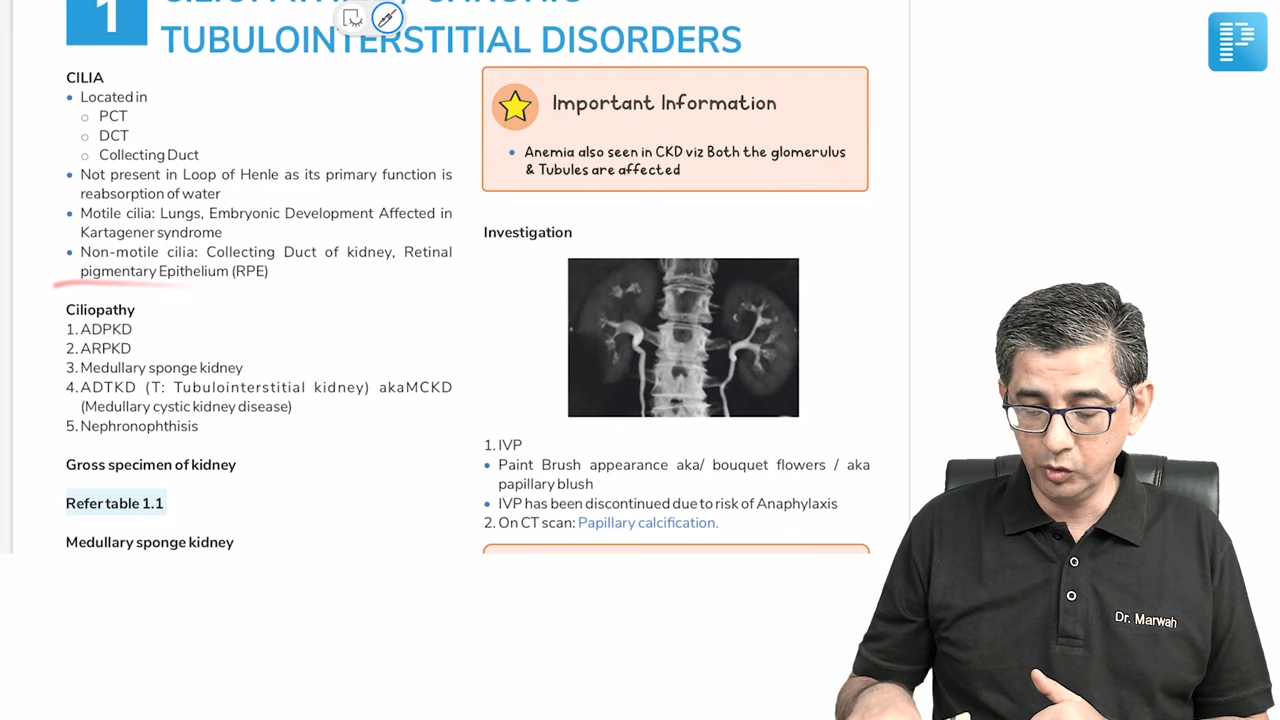 1
TUBULOINTERSTITIAL DISORDERS
CILIA
• Located in
○ PCT
○ DCT
○ Collecting Duct
• Not present in Loop of Henle as its primary function is
reabsorption of water
• Motile cilia: Lungs, Embryonic Development Affected in
Kartagener syndrome
• Non-motile cilia: Collecting Duct of kidney, Retinal
pigmentary Epithelium (RPE)
Ciliopathy
1. ADPKD
2. ARPKD
3. Medullary sponge kidney
4. ADTKD (T: Tubulointerstitial kidney) akaMCKD
(Medullary cystic kidney disease)
5. Nephronophthisis
Gross specimen of kidney
Refer table 1.1
Medullary sponge kidney
Important Information
• Anemia also seen in CKD viz Both the glomerulus
& Tubules are affected
Investigation
1. IVP
• Paint Brush appearance aka/ bouquet flowers / aka
papillary blush
• IVP has been discontinued due to risk of Anaphylaxis
2. On CT scan: Papillary calcification.
Dr. Marwah